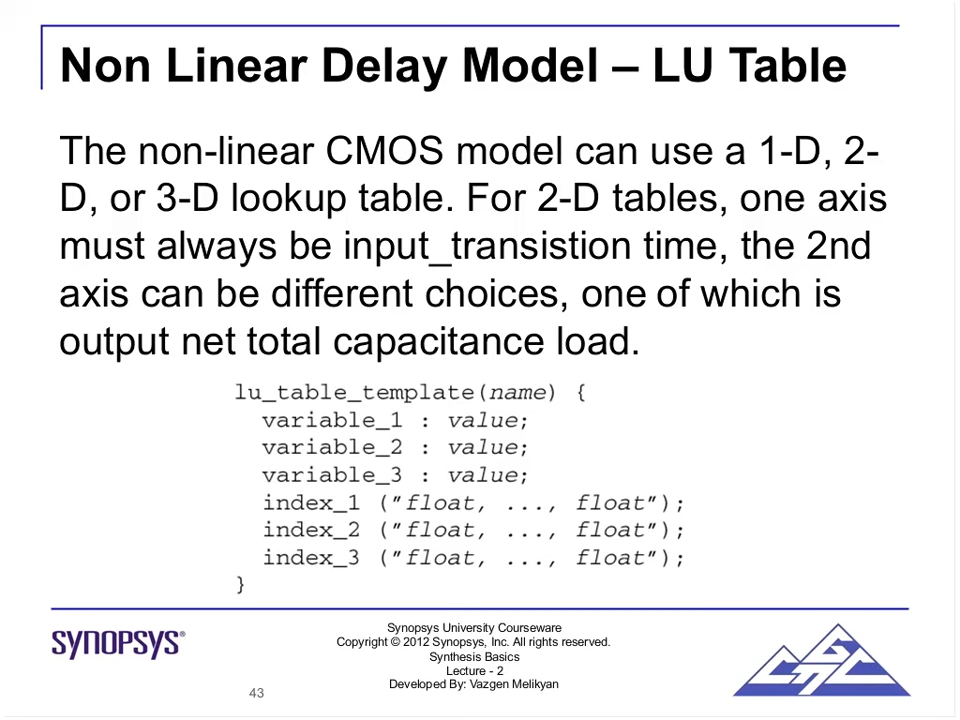 Non Linear Delay Model – LU Table
The non-linear CMOS model can use a 1-D, 2-
D, or 3-D lookup table. For 2-D tables, one axis
must always be input_transistion time, the 2nd
axis can be different choices, one of which is
output net total capacitance load.
lu_table_template(name) {
variable_1 : value;
variable_2 : value;
variable_3 : value;
index_1 ("float, ..., float");
index_2 ("float, ..., float");
index_3 ("float, ..., float");
}
SYNOPSYS®
Synopsys University Courseware
Copyright © 2012 Synopsys, Inc. All rights reserved.
Synthesis Basics
Lecture - 2
Developed By: Vazgen Melikyan
43